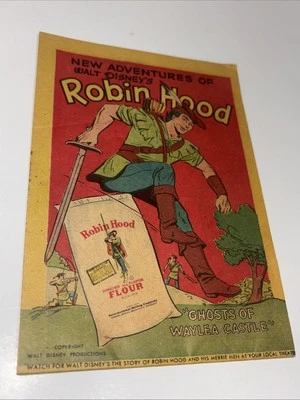 NEW ADVENTURES OF
WALT DISNEY'S
Robin Hood
Robin Hood
FLOUR
"GHOSTS OF
WAYLEA CASTLE"
COPYRIGHT
WALT DISNEY PRODUCTIONS
WATCH FOR WALT DISNEY'S THE STORY OF ROBIN HOOD AND HIS MERRIE MEN AT YOUR LOCAL THEATRE